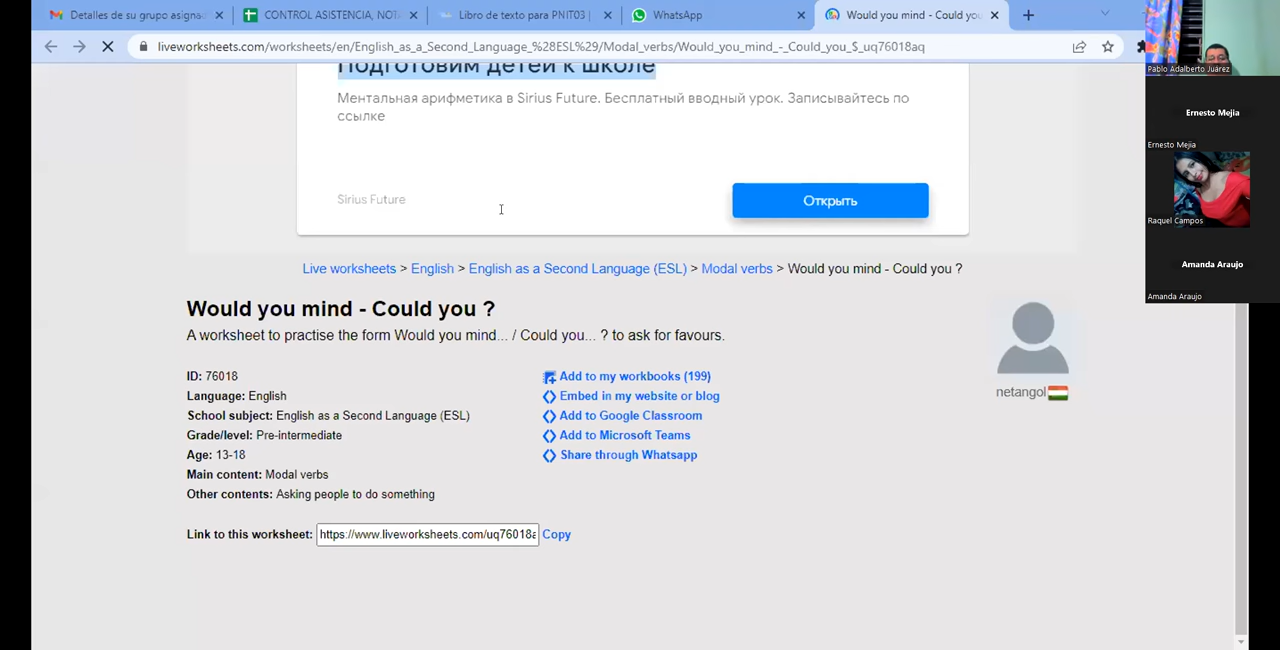 Detalles de su grupo asigna
CONTROL ASISTENCIA, NOT
Libro de texto para PNIT03 |
WhatsApp
Would you mind - Could you
liveworksheets.com/worksheets/en/English_as_a_Second_Language_%28ESL%29/Modal_verbs/Would_you_mind_-_Could_you_$_uq76018aq
Pablo Adalberto Juárez
Ernesto Mejia
Ernesto Mejia
Raquel Campos
Amanda Araujo
Amanda Araujo
Подготовим детей к школе
Ментальная арифметика в Sirius Future. Бесплатный вводный урок. Записывайтесь по
ссылке
Sirius Future
Открыть
Live worksheets > English > English as a Second Language (ESL) > Modal verbs > Would you mind - Could you ?
Would you mind - Could you ?
A worksheet to practise the form Would you mind... / Could you... ? to ask for favours.
ID: 76018
Language: English
School subject: English as a Second Language (ESL)
Grade/level: Pre-intermediate
Age: 13-18
Main content: Modal verbs
Other contents: Asking people to do something
Add to my workbooks (199)
Embed in my website or blog
Add to Google Classroom
Add to Microsoft Teams
Share through Whatsapp
netangol
Link to this worksheet: https://www.liveworksheets.com/uq76018a Copy